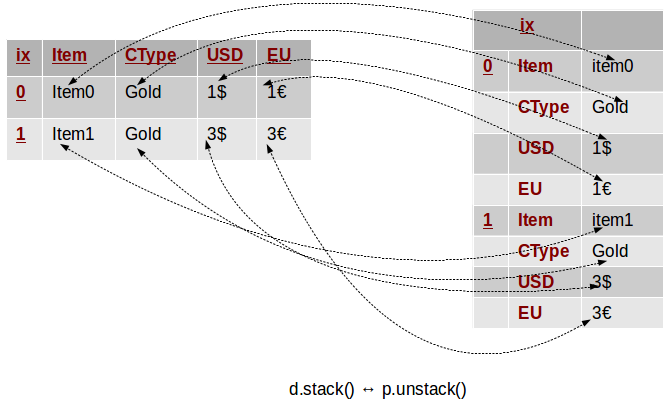 ix Item CType USD EU
0 Item0 Gold 1$ 1€
1 Item1 Gold 3$ 3€
ix
0 Item item0
CType Gold
USD 1$
EU 1€
1 Item item1
CType Gold
USD 3$
EU 3€
d.stack() ↔ p.unstack()